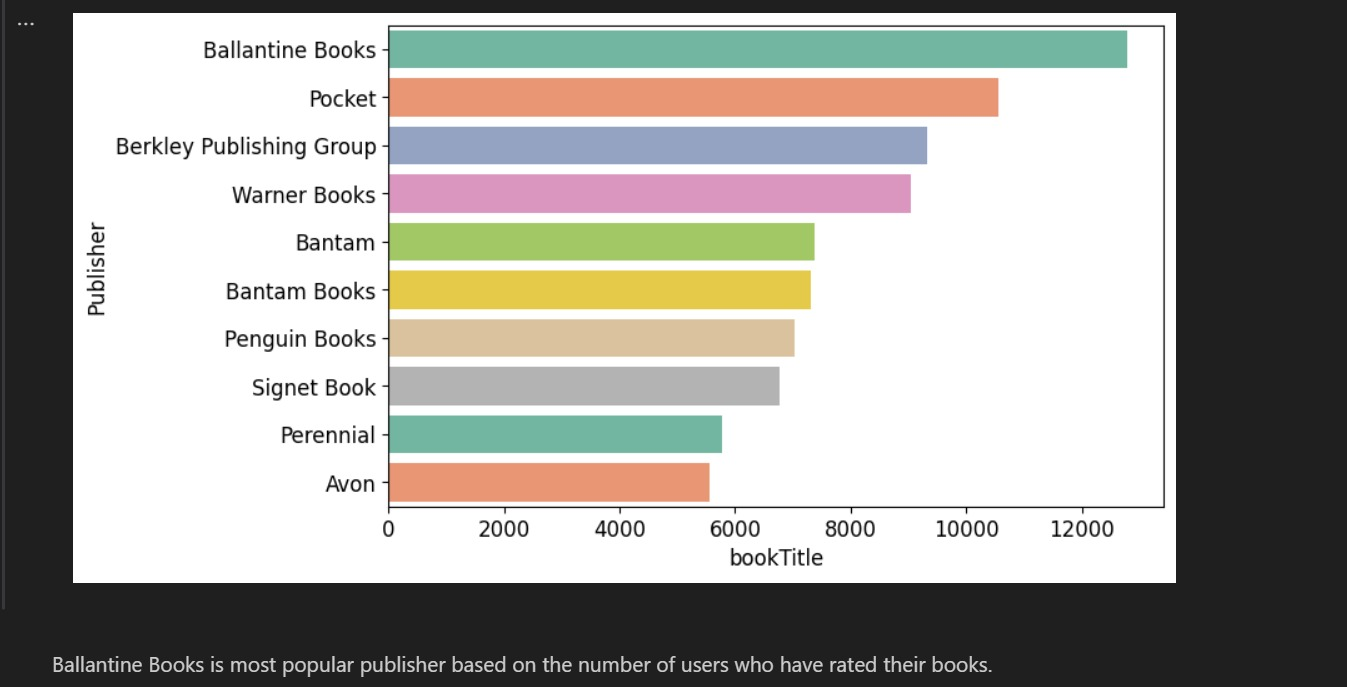 ...
Ballantine Books
Pocket
Berkley Publishing Group
Warner Books
Bantam
Bantam Books
Penguin Books
Signet Book
Perennial
Avon
Publisher
0 2000 4000 6000 8000 10000 12000
bookTitle
Ballantine Books is most popular publisher based on the number of users who have rated their books.